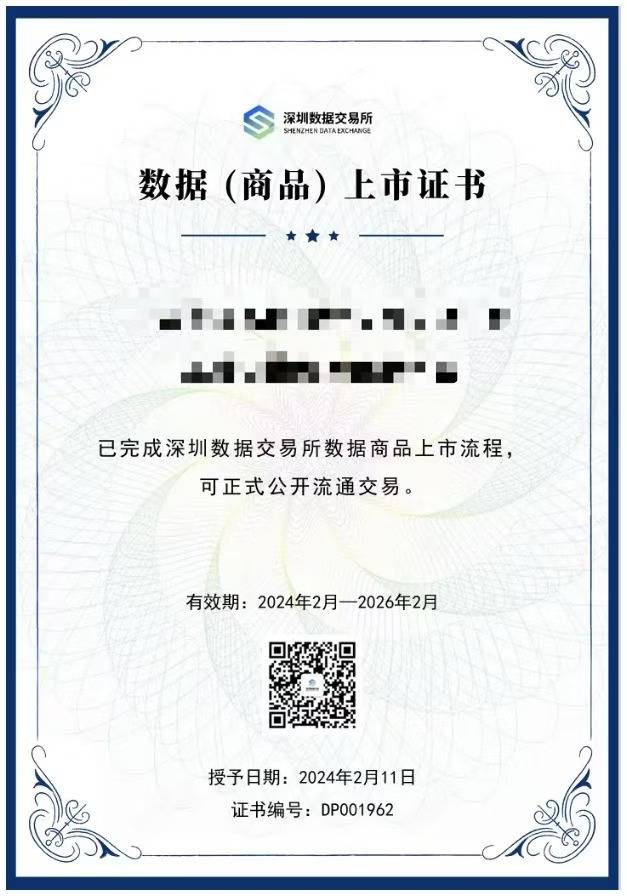 深圳数据交易所
SHENZHEN DATA EXCHANGE
数据 (商品) 上市证书
已完成深圳数据交易所数据商品上市流程，
可正式公开流通交易。
有效期：2024年2月—2026年2月
授予日期：2024年2月11日
证书编号：DP001962